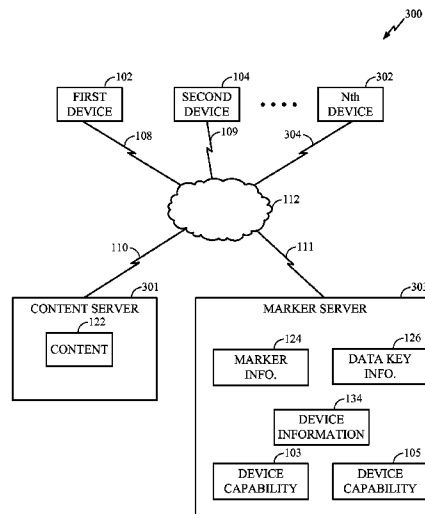 300
102
104
302
FIRST
DEVICE
SECOND
DEVICE
Nth
DEVICE
108
109
304
112
110
111
301
303
CONTENT SERVER
122
CONTENT
MARKER SERVER
124
126
MARKER
INFO.
DATA KEY
INFO.
134
DEVICE
INFORMATION
103
105
DEVICE
CAPABILITY
DEVICE
CAPABILITY